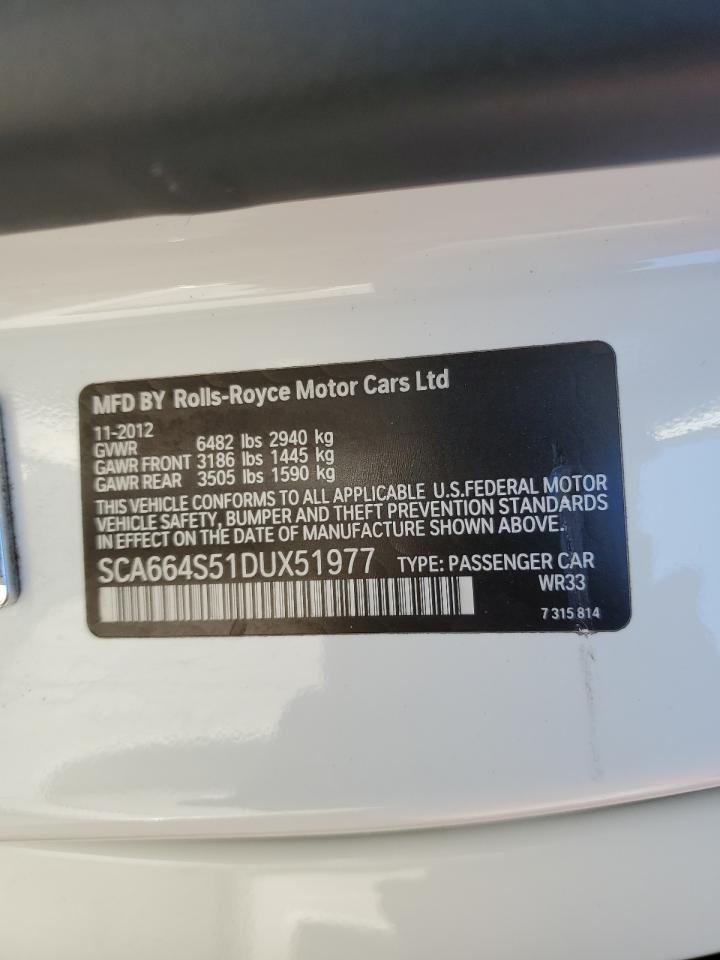 MFD BY Rolls-Royce Motor Cars Ltd
11-2012
GVWR 6482 lbs 2940 kg
GAWR FRONT 3186 lbs 1445 kg
GAWR REAR 3505 lbs 1590 kg
THIS VEHICLE CONFORMS TO ALL APPLICABLE U.S.FEDERAL MOTOR
VEHICLE SAFETY, BUMPER AND THEFT PREVENTION STANDARDS
IN EFFECT ON THE DATE OF MANUFACTURE SHOWN ABOVE.
SCA664S51DUX51977 TYPE: PASSENGER CAR
WR33
7 315 814